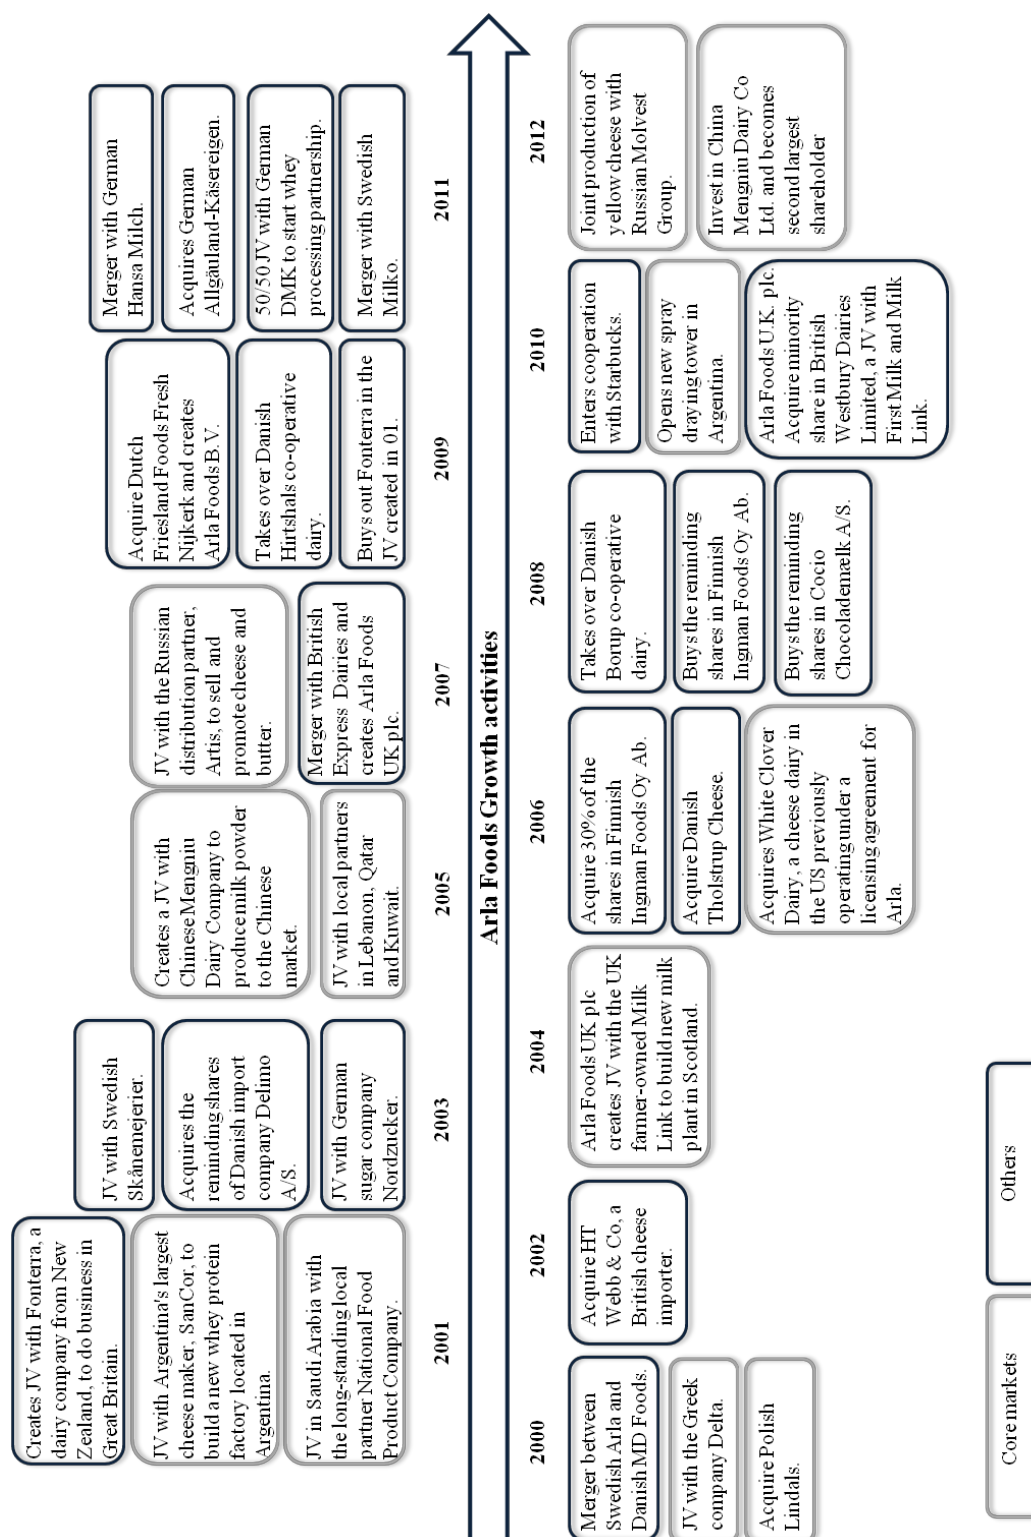 Creates JV with Fonterra, a
dairy company from New
Zealand, to do business in
Great Britain.
JV with Argentina's largest
cheese maker, SanCor, to
build a new whey protein
factory located in
Argentina.
JV in Saudi Arabia with
the long-standing local
partner National Food
Product Company.
2001
JV with Swedish
Skånemejerier.
Acquires the
reminding shares
of Danish import
company Delimo
A/S.
JV with German
sugar company
Nordzucker.
2003
Creates a JV with
Chinese Mengniu
Dairy Company to
produce milk powder
to the Chinese
market.
JV with local partners
in Lebanon, Qatar
and Kuwait.
2005
JV with the Russian
distribution partner,
Artis, to sell and
promote cheese and
butter.
Merger with British
Express Dairies and
creates Arla Foods
UK plc.
2007
Acquire Dutch
Friesland Foods Fresh
Nijkerk and creates
Arla Foods B.V.
Takes over Danish
Hirtshals co-operative
dairy.
Buys out Fonterra in the
JV created in 01.
2009
Merger with German
Hansa Milch.
Acquires German
Allgäuland-Käsereigen.
50/50 JV with German
DMK to start whey
processing partnership.
Merger with Swedish
Milko.
2011
Arla Foods Growth activities
2000
Merger between
Swedish Arla and
Danish MD Foods.
JV with the Greek
company Delta.
Acquire Polish
Lindals.
2002
Acquire HT
Webb & Co, a
British cheese
importer.
2004
Arla Foods UK plc
creates JV with the UK
farmer-owned Milk
Link to build new milk
plant in Scotland.
2006
Acquire 30% of the
shares in Finnish
Ingman Foods Oy Ab.
Acquire Danish
Tholstrup Cheese.
Acquires White Clover
Dairy, a cheese dairy in
the US previously
operating under a
licensing agreement for
Arla.
2008
Takes over Danish
Borup co-operative
dairy.
Buys the reminding
shares in Finnish
Ingman Foods Oy Ab.
Buys the reminding
shares in Cocio
Chocolademælk A/S.
2010
Enters cooperation
with Starbucks.
Opens new spray
draying tower in
Argentina.
Arla Foods U.K. plc.
Acquire minority
share in British
Westbury Dairies
Limited, a JV with
First Milk and Milk
Link.
2012
Joint production of
yellow cheese with
Russian Molvest
Group.
Invest in China
Mengniu Dairy Co
Ltd. and becomes
second largest
shareholder
Core markets
Others